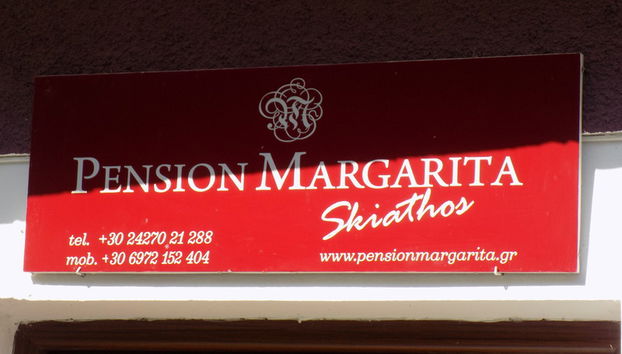 PENSION MARGARITA
Skiathos
tel. +30 24270 21 288
mob. +30 6972 152 404
www.pensionmargarita.gr